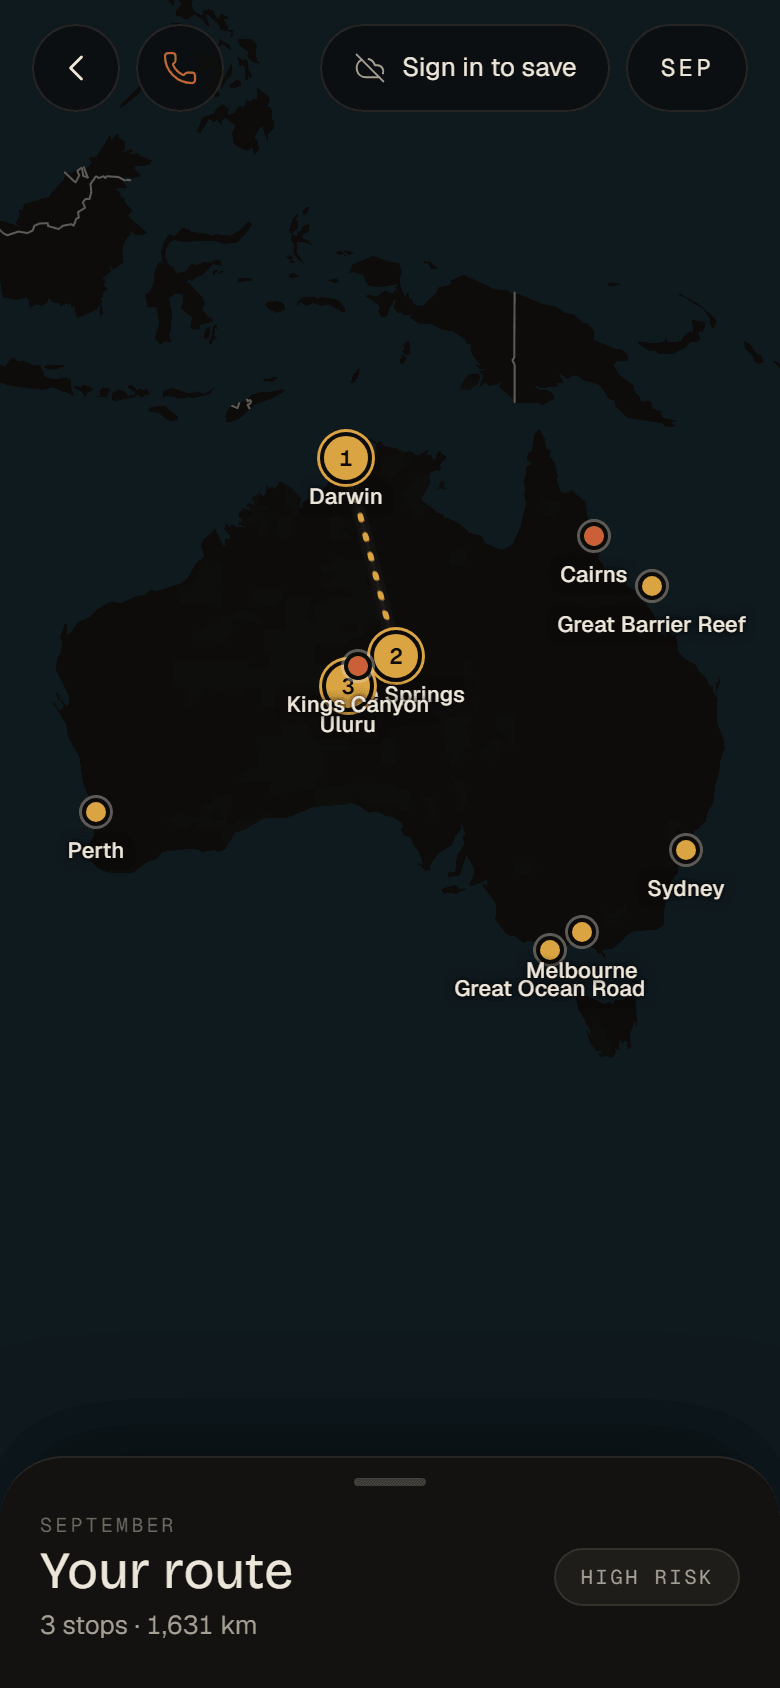 Sign in to save
SEP
1
Darwin
Cairns
Great Barrier Reef
2
3
Springs
Kings Canyon
Uluru
Perth
Sydney
Melbourne
Great Ocean Road
SEPTEMBER
Your route
HIGH RISK
3 stops · 1,631 km